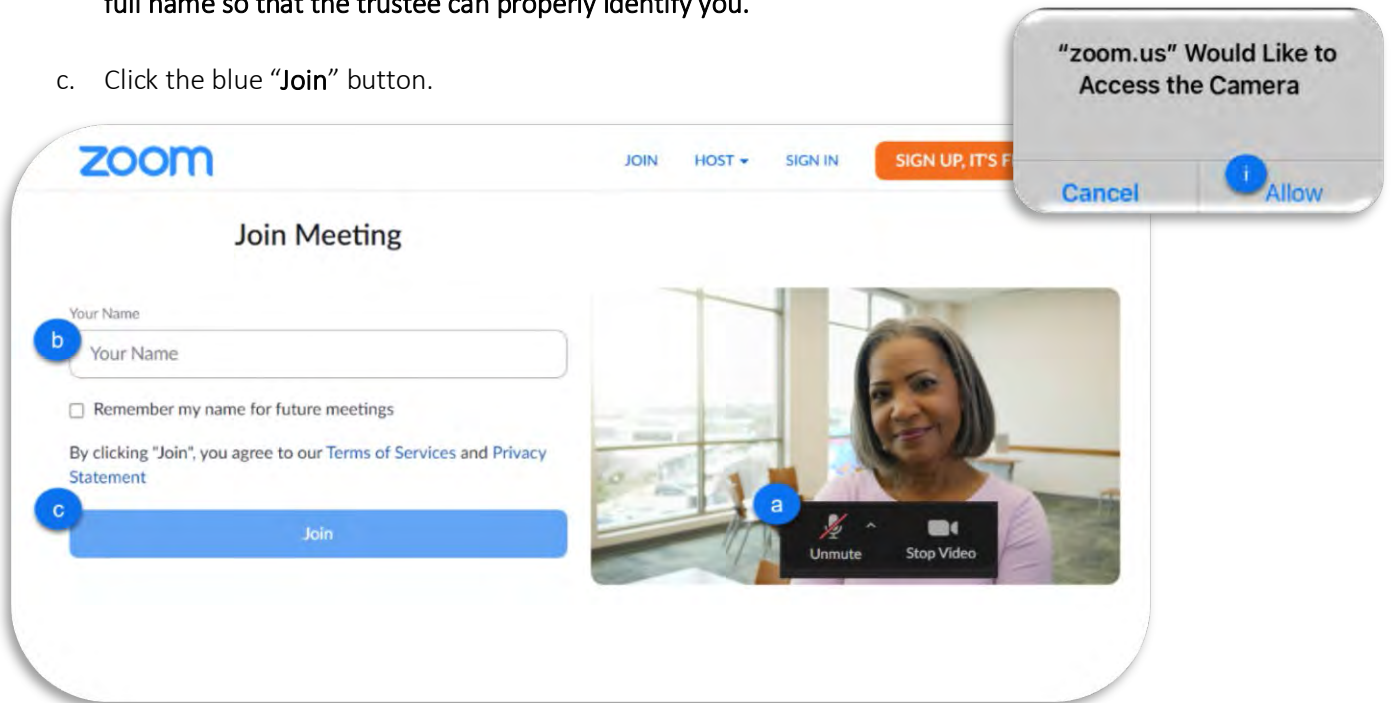 full name so that the trustee can properly identify you.
"zoom.us" Would Like to
Access the Camera
Cancel
i
Allow
c. Click the blue “Join” button.
zoom
JOIN HOST SIGN IN SIGN UP, IT'S F
Join Meeting
Your Name
b
Your Name
Remember my name for future meetings
By clicking "Join", you agree to our Terms of Services and Privacy
Statement
c
Join
a
Unmute Stop Video